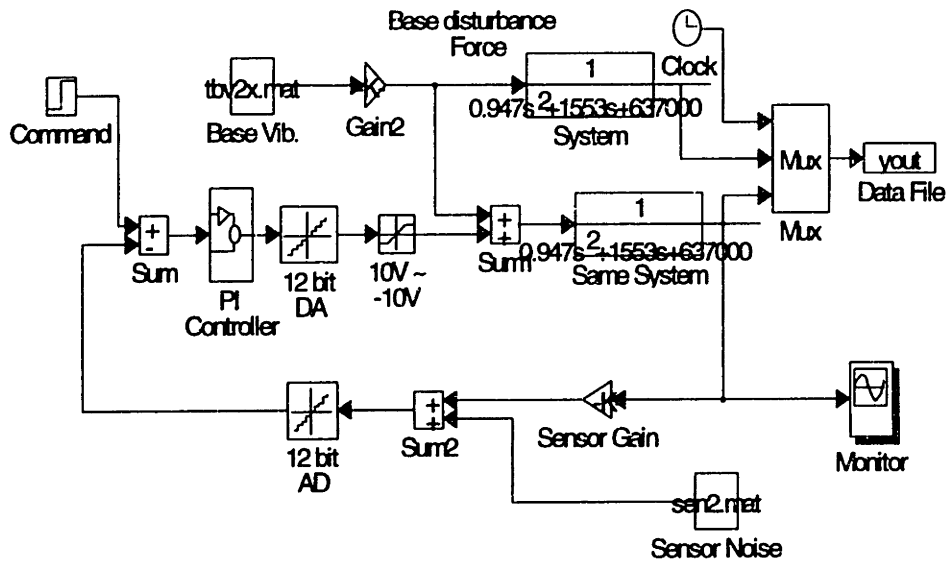 Base disturbance
Force
1
0.947s²+1553s+637000
System
Clock
tbv2x.mat
Base Vib.
Gain2
Command
Mux
Mux
yout
Data File
+
-
Sum
PI
Controller
12 bit
DA
10V ~
-10V
+
+
Sum1
1
0.947s²+1553s+637000
Same System
12 bit
AD
+
+
Sum2
Sensor Gain
Monitor
sen2.mat
Sensor Noise